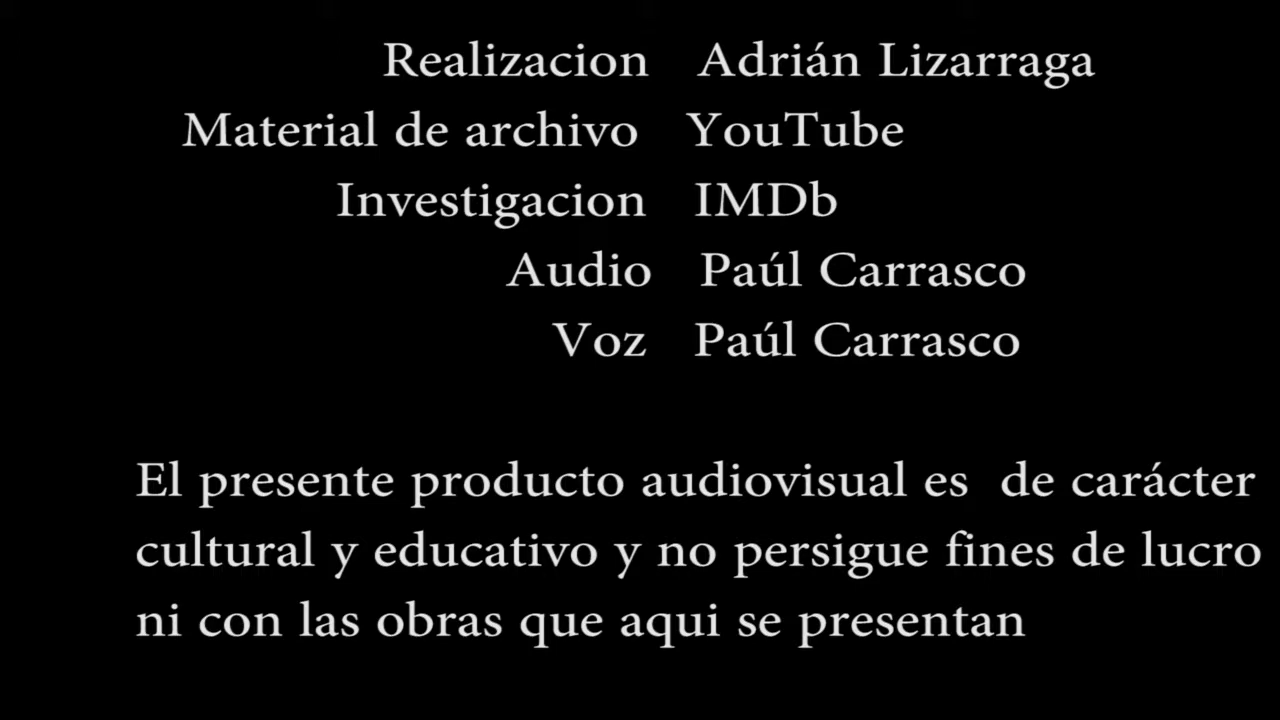 Realizacion Adrián Lizarraga
Material de archivo YouTube
Investigacion IMDb
Audio Paúl Carrasco
Voz Paúl Carrasco
El presente producto audiovisual es de carácter
cultural y educativo y no persigue fines de lucro
ni con las obras que aqui se presentan